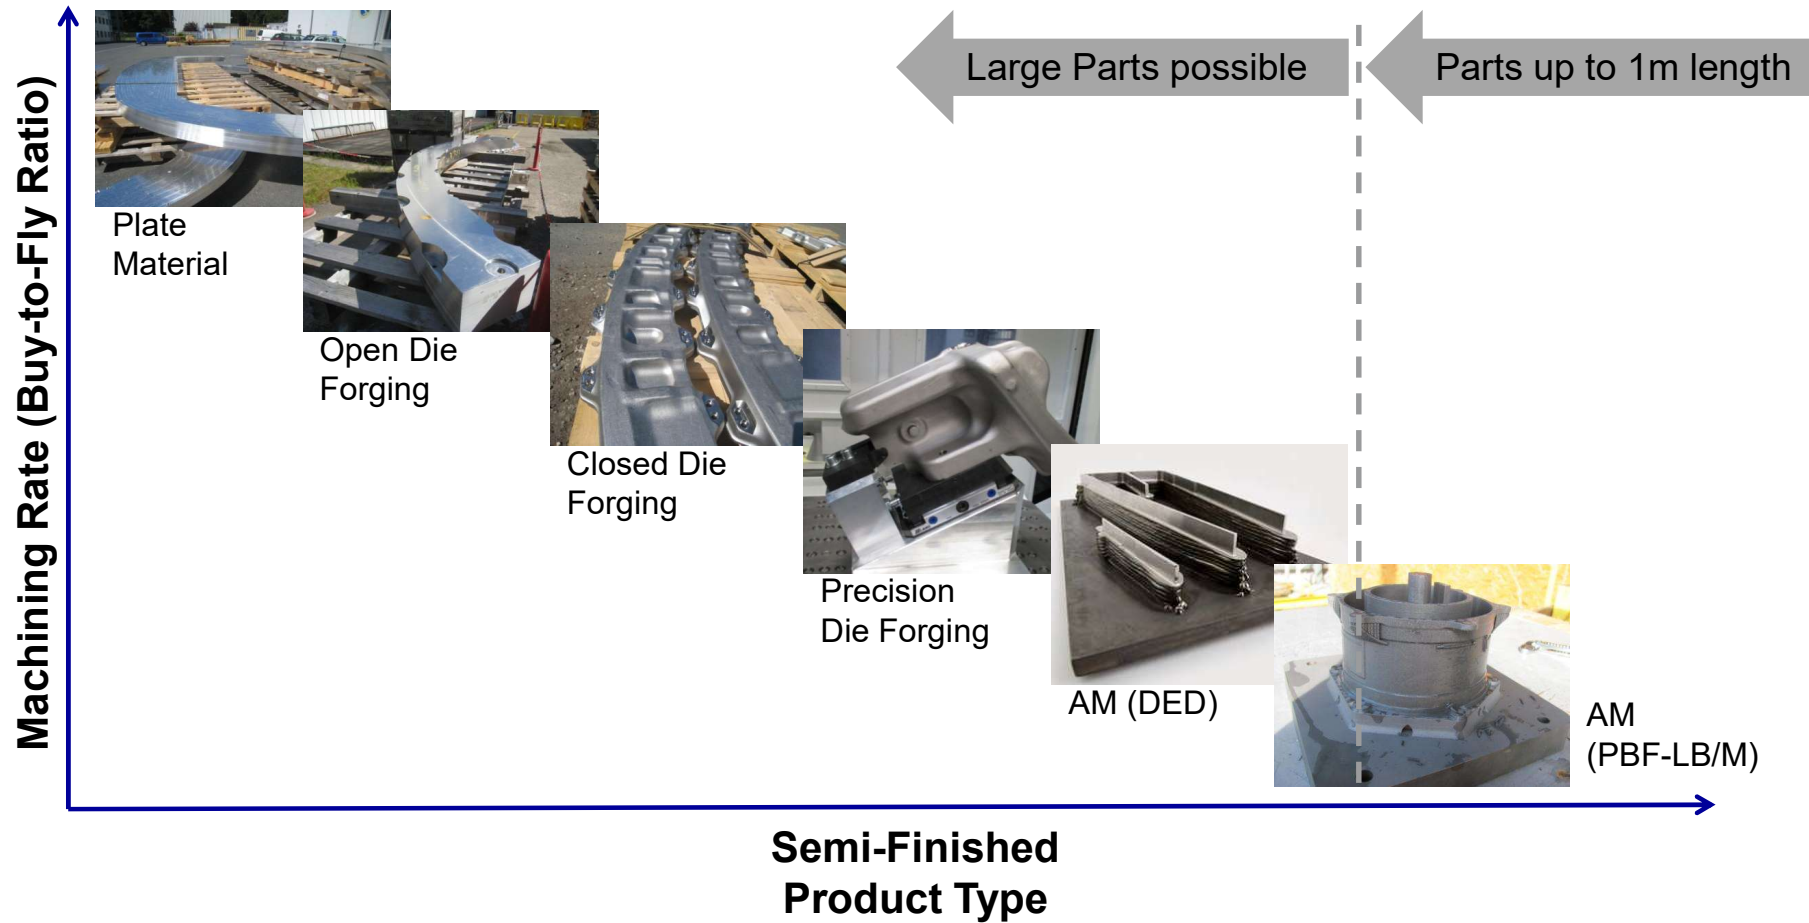 Large Parts possible
Parts up to 1m length
Machining Rate (Buy-to-Fly Ratio)
Plate
Material
Open Die
Forging
Closed Die
Forging
Precision
Die Forging
AM (DED)
AM
(PBF-LB/M)
Semi-Finished
Product Type